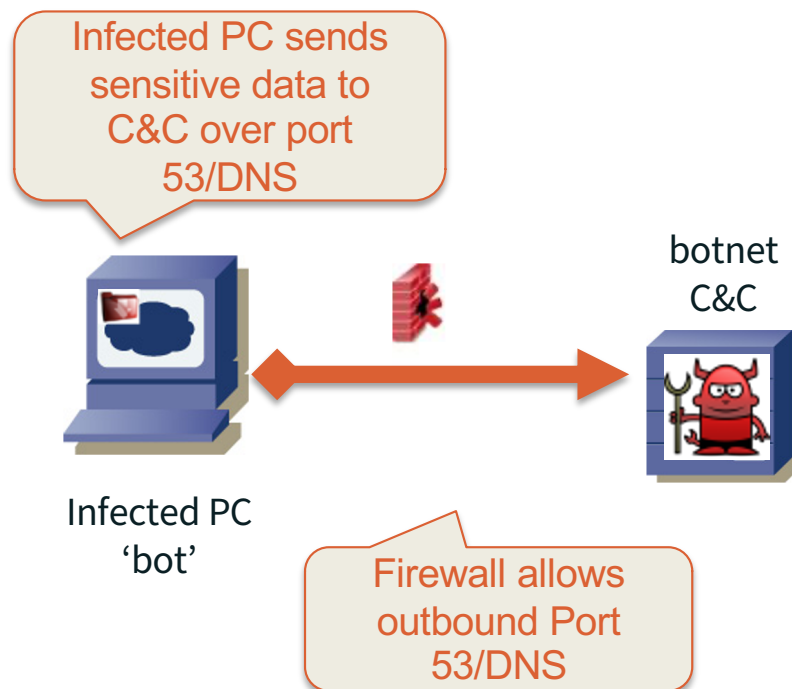 Infected PC sends
sensitive data to
C&C over port
53/DNS
botnet
C&C
Infected PC
‘bot’
Firewall allows
outbound Port
53/DNS